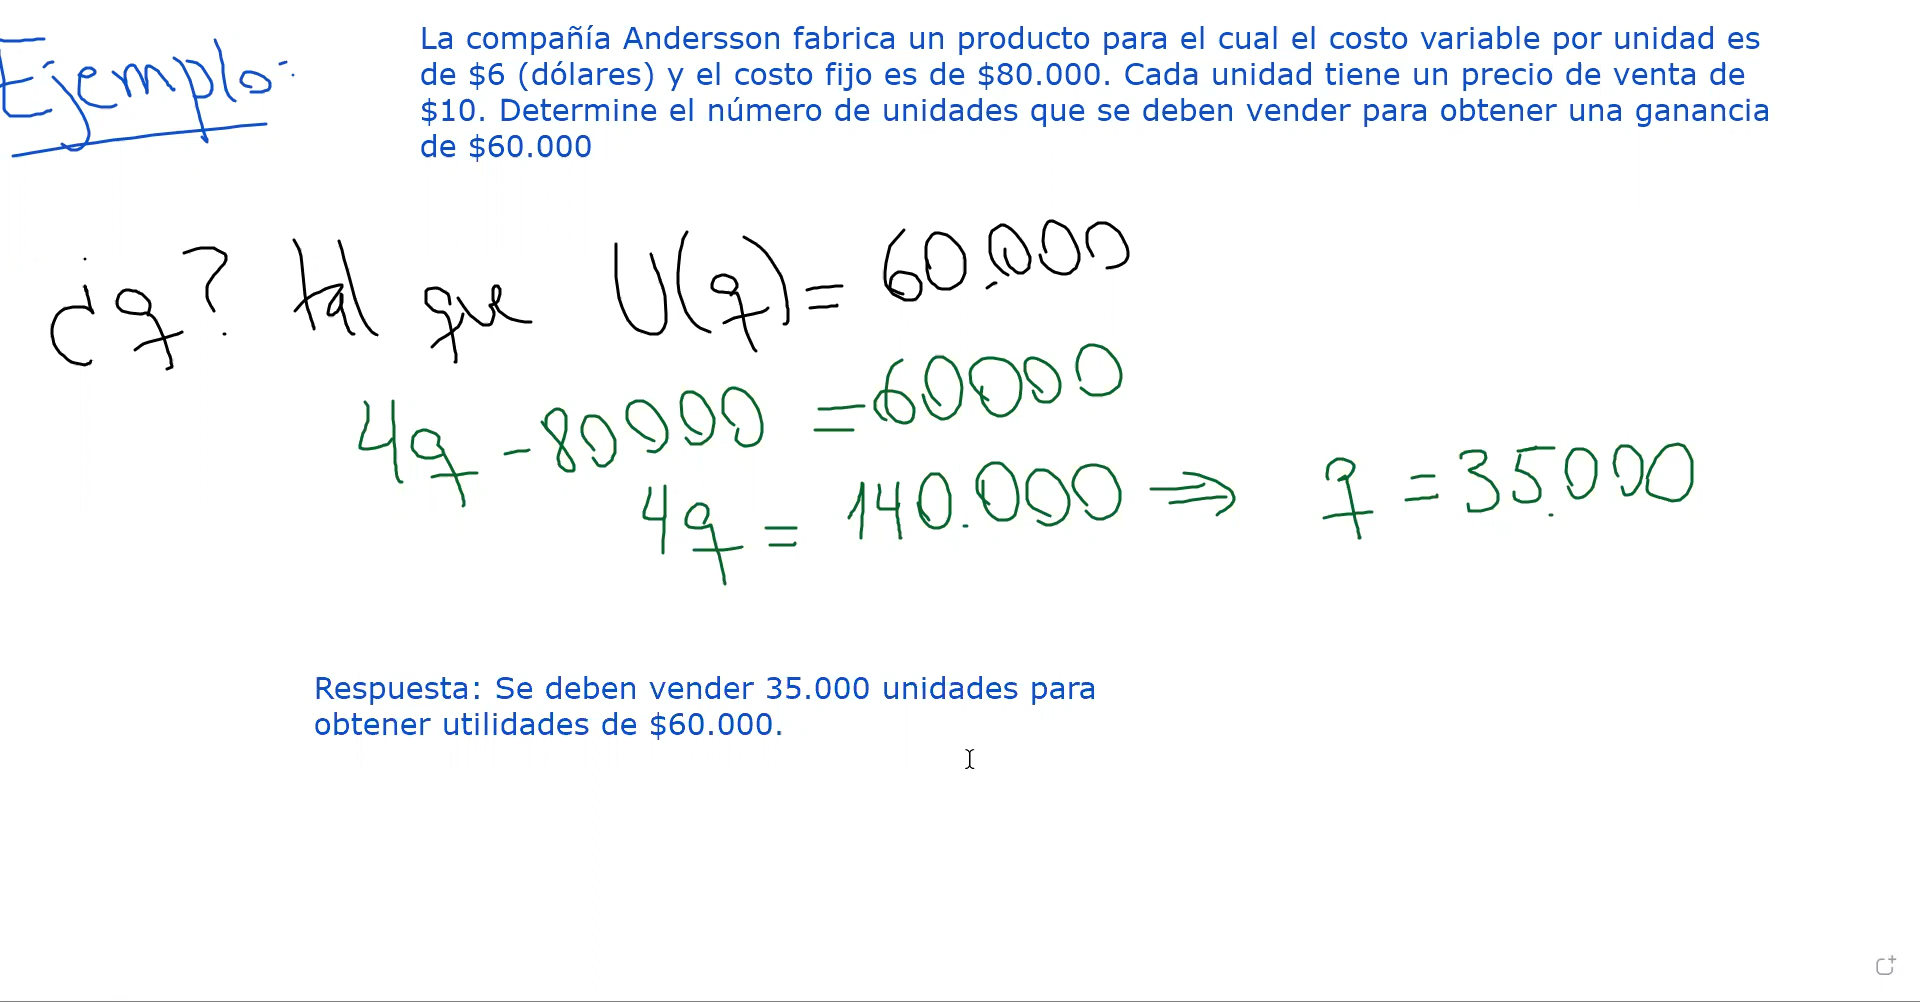 Ejemplo:
La compañía Andersson fabrica un producto para el cual el costo variable por unidad es
de $6 (dólares) y el costo fijo es de $80.000. Cada unidad tiene un precio de venta de
$10. Determine el número de unidades que se deben vender para obtener una ganancia
de $60.000
¿q? tal que U(q) = 60.000
4q - 80000 = 60000
4q = 140.000 ⇒ q = 35.000
Respuesta: Se deben vender 35.000 unidades para
obtener utilidades de $60.000.